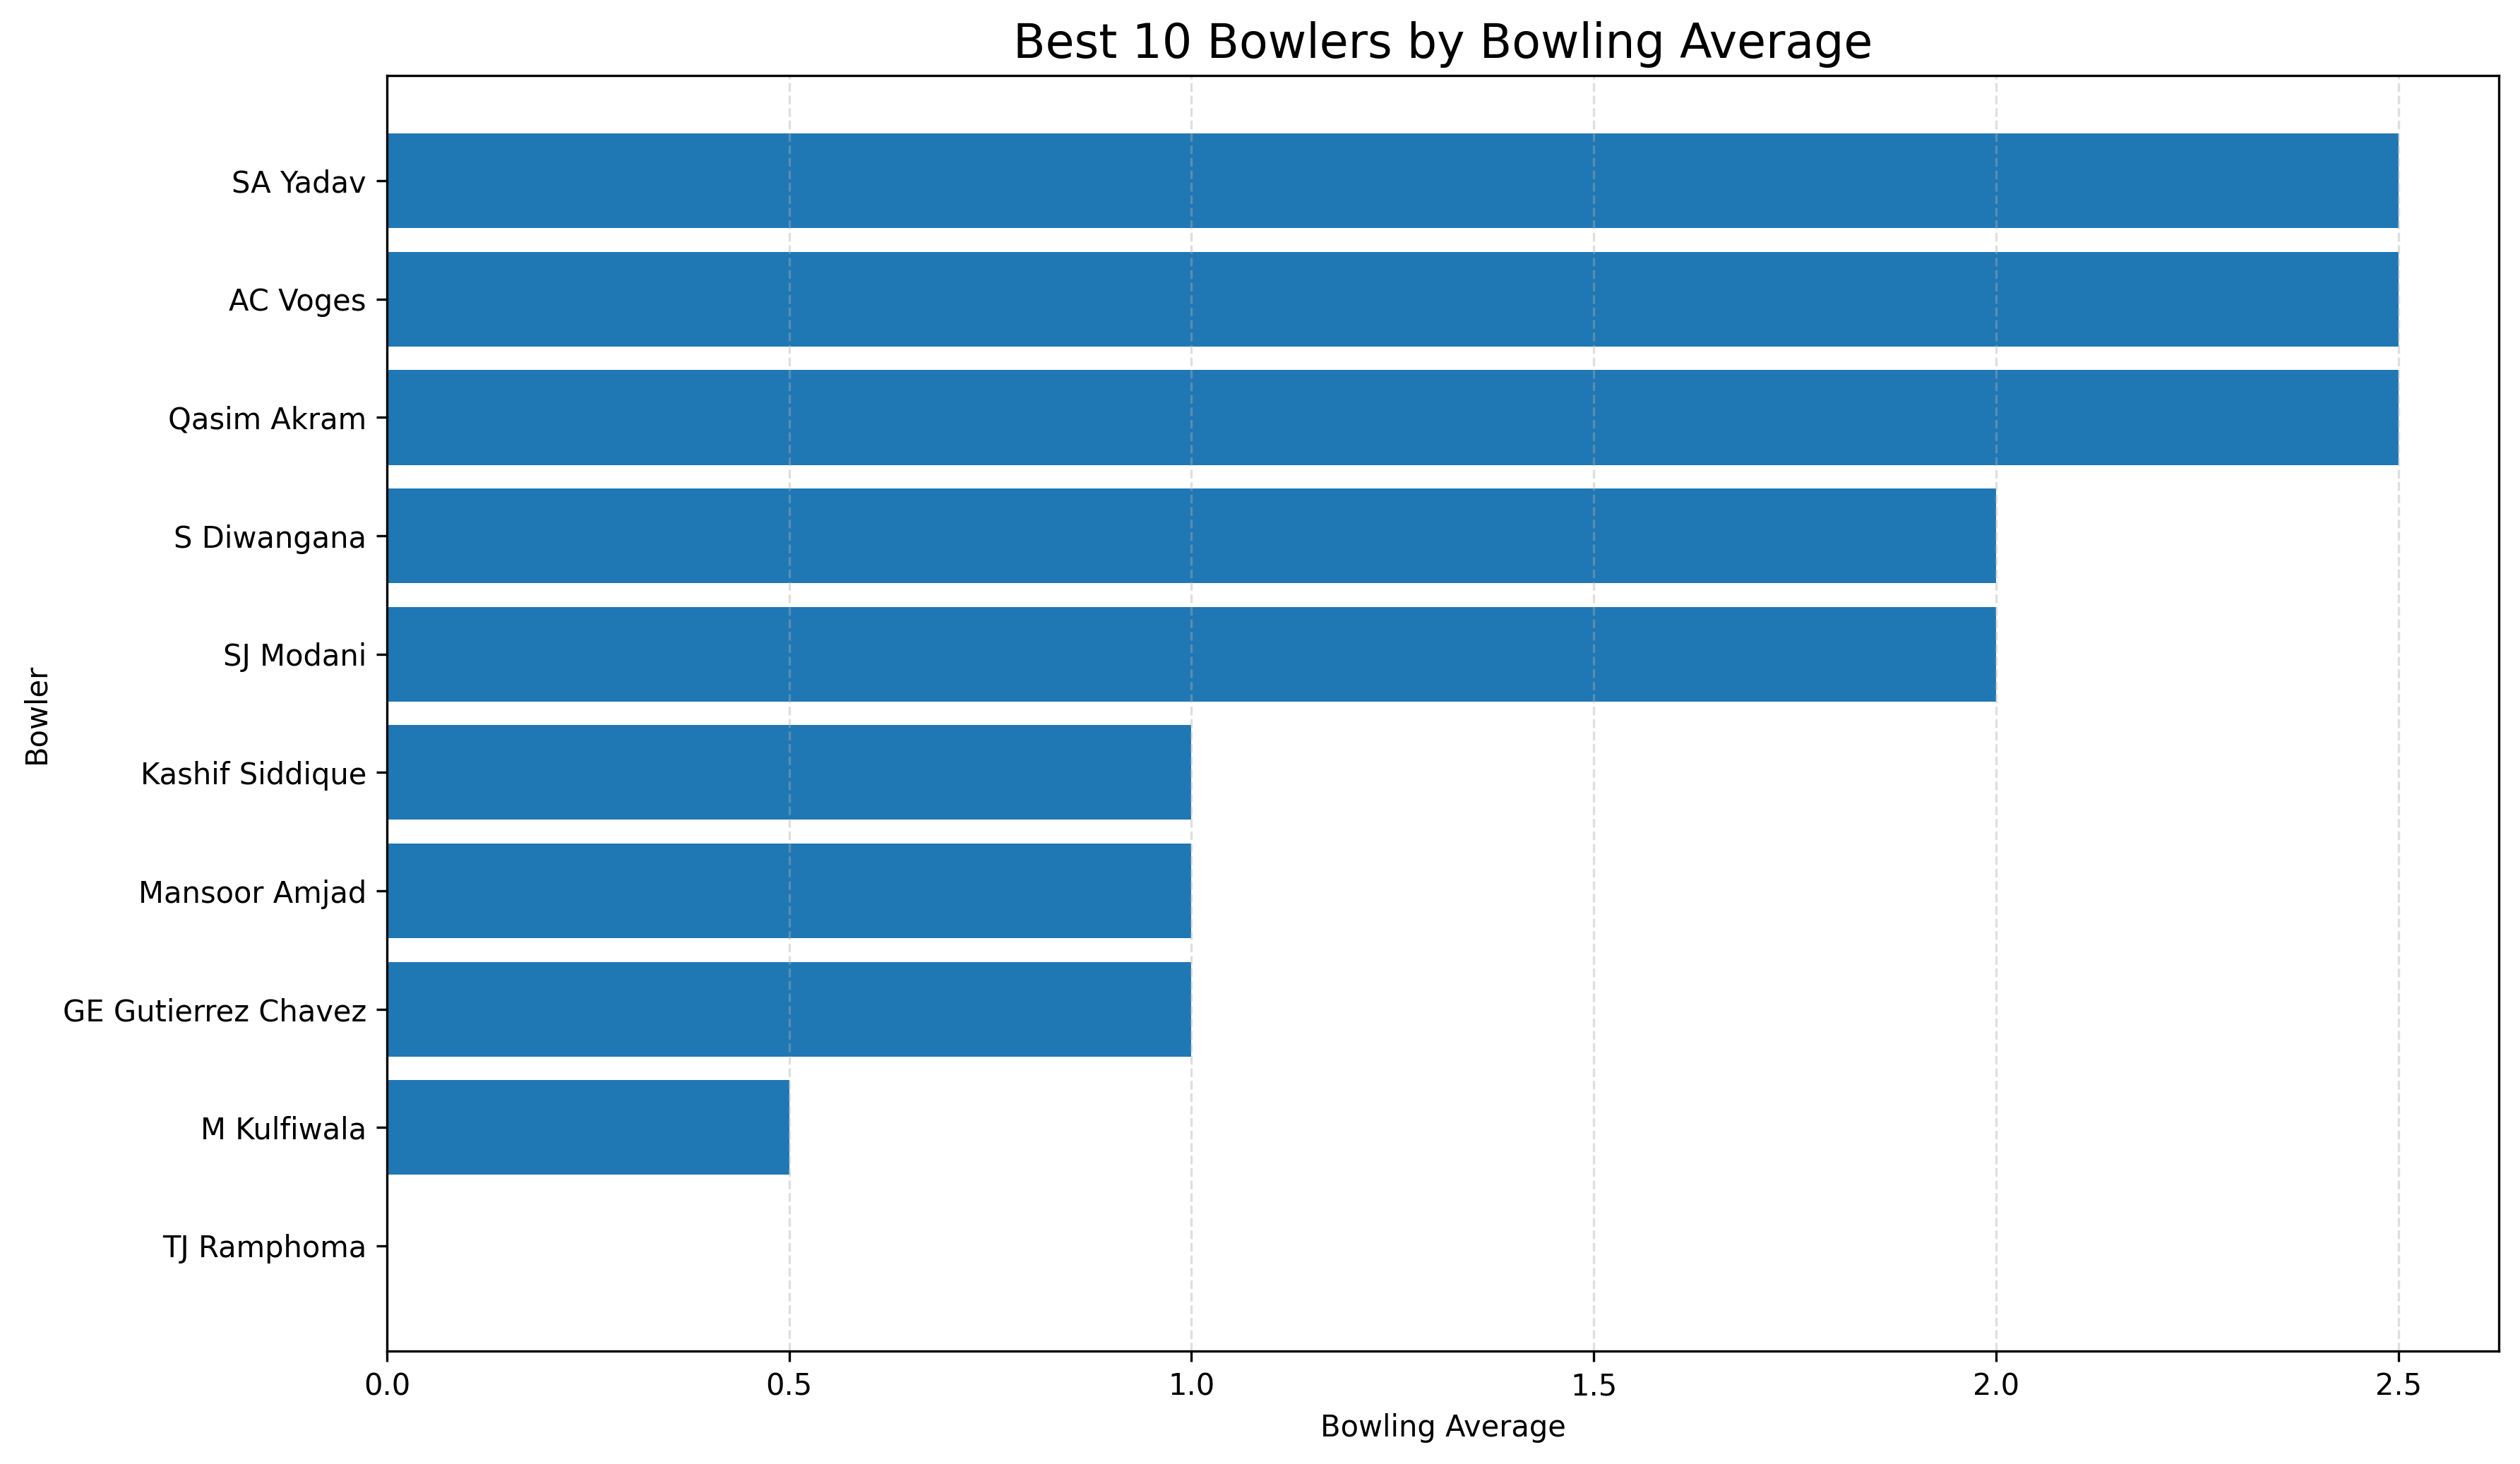 Best 10 Bowlers by Bowling Average
Bowler
SA Yadav
AC Voges
Qasim Akram
S Diwangana
SJ Modani
Kashif Siddique
Mansoor Amjad
GE Gutierrez Chavez
M Kulfiwala
TJ Ramphoma
0.0 0.5 1.0 1.5 2.0 2.5
Bowling Average